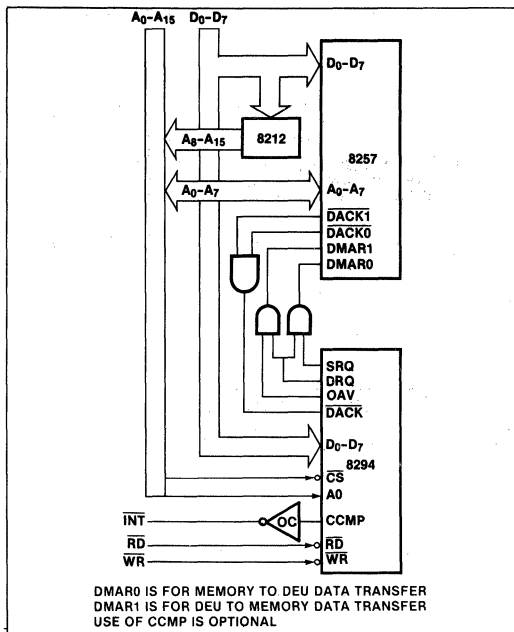 A0–A15 D0–D7
D0–D7
8212
A8–A15
8257
A0–A7
A0–A7
DACK1
DACK0
DMAR1
DMAR0
SRQ
DRQ
OAV
DACK
D0–D7
8294
CS
A0
INT
OC
CCMP
RD
RD
WR
WR
DMAR0 IS FOR MEMORY TO DEU DATA TRANSFER
DMAR1 IS FOR DEU TO MEMORY DATA TRANSFER
USE OF CCMP IS OPTIONAL